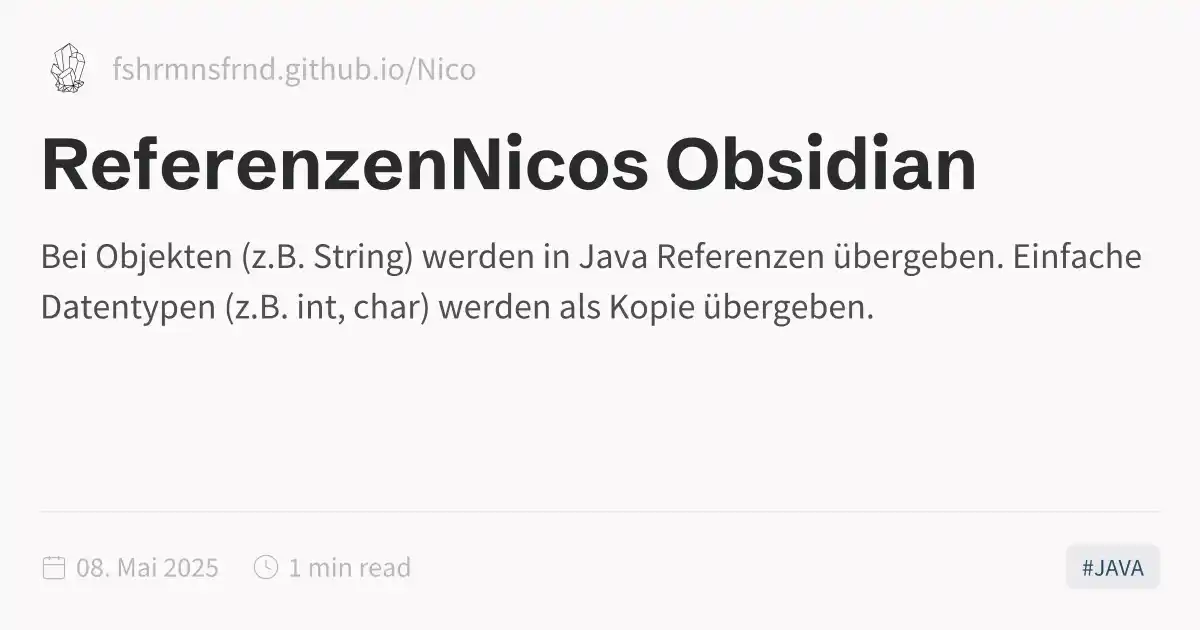 fshrmnsfrnd.github.io/Nico
ReferenzenNicos Obsidian
Bei Objekten (z.B. String) werden in Java Referenzen übergeben. Einfache
Datentypen (z.B. int, char) werden als Kopie übergeben.
08. Mai 2025 1 min read #JAVA